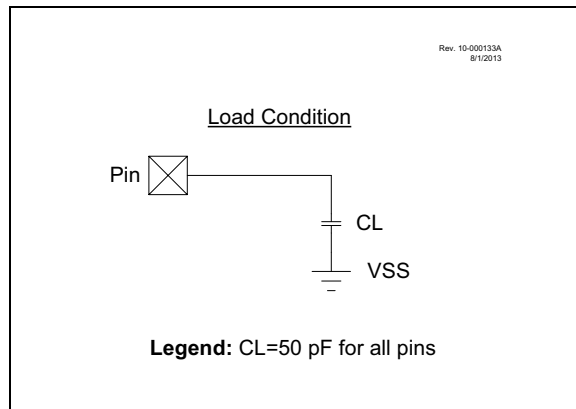 Rev. 10-000133A
8/1/2013
Load Condition
Pin
CL
VSS
Legend: CL=50 pF for all pins